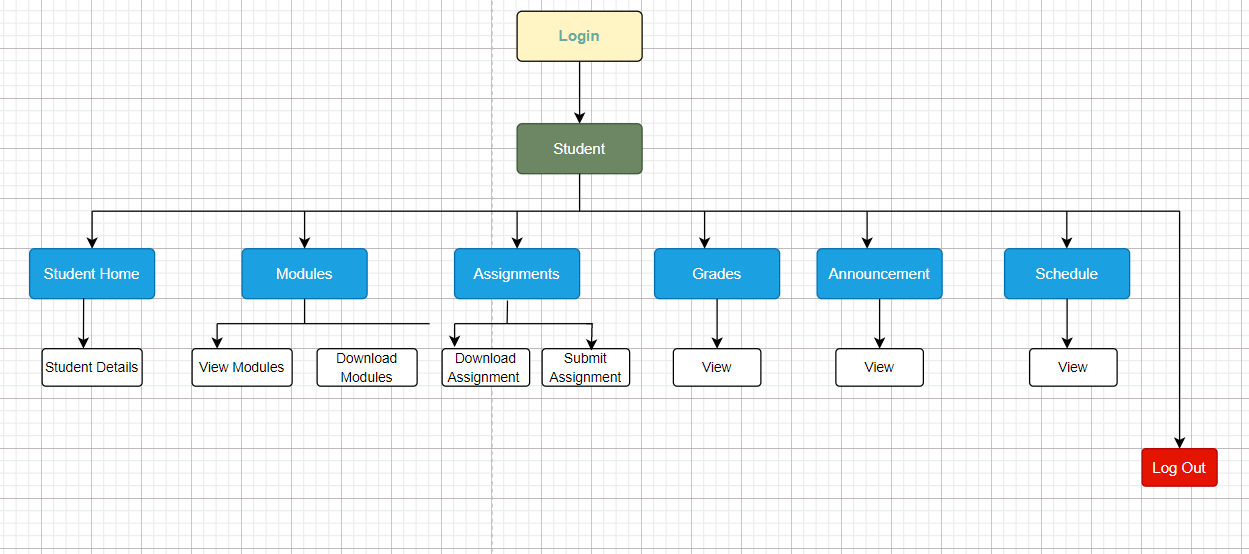 Login
Student
Student Home
Modules
Assignments
Grades
Announcement
Schedule
Student Details
View Modules
Download
Modules
Download
Assignment
Submit
Assignment
View
View
View
Log Out